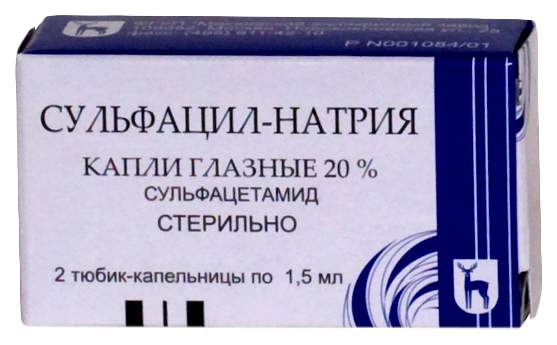 Р N001084/01
СУЛЬФАЦИЛ-НАТРИЯ
КАПЛИ ГЛАЗНЫЕ 20 %
СУЛЬФАЦЕТАМИД
СТЕРИЛЬНО
2 тюбик-капельницы по 1,5 мл